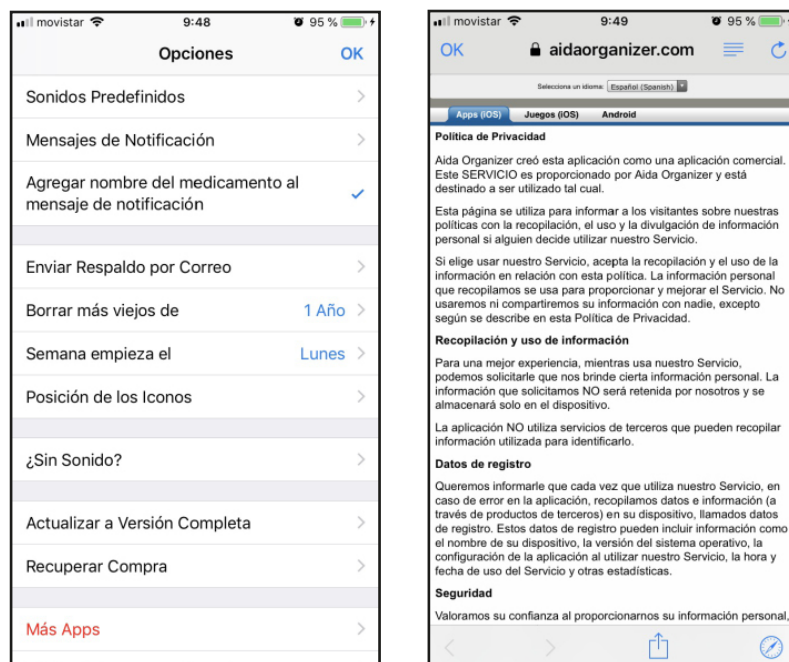 movistar 9:48 95 %
Opciones OK
Sonidos Predefinidos
Mensajes de Notificación
Agregar nombre del medicamento al
mensaje de notificación
Enviar Respaldo por Correo
Borrar más viejos de 1 Año
Semana empieza el Lunes
Posición de los Iconos
¿Sin Sonido?
Actualizar a Versión Completa
Recuperar Compra
Más Apps
movistar 9:49 95 %
OK aidaorganizer.com
Selecciona un idioma: Español (Spanish)
Apps (iOS) Juegos (iOS) Android
Política de Privacidad
Aida Organizer creó esta aplicación como una aplicación comercial.
Este SERVICIO es proporcionado por Aida Organizer y está
destinado a ser utilizado tal cual.
Esta página se utiliza para informar a los visitantes sobre nuestras
políticas con la recopilación, el uso y la divulgación de información
personal si alguien decide utilizar nuestro Servicio.
Si elige usar nuestro Servicio, acepta la recopilación y el uso de la
información en relación con esta política. La información personal
que recopilamos se usa para proporcionar y mejorar el Servicio. No
usaremos ni compartiremos su información con nadie, excepto
según se describe en esta Política de Privacidad.
Recopilación y uso de información
Para una mejor experiencia, mientras usa nuestro Servicio,
podemos solicitarle que nos brinde cierta información personal. La
información que solicitamos NO será retenida por nosotros y se
almacenará solo en el dispositivo.
La aplicación NO utiliza servicios de terceros que pueden recopilar
información utilizada para identificarlo.
Datos de registro
Queremos informarle que cada vez que utiliza nuestro Servicio, en
caso de error en la aplicación, recopilamos datos e información (a
través de productos de terceros) en su dispositivo, llamados datos
de registro. Estos datos de registro pueden incluir información como
el nombre de su dispositivo, la versión del sistema operativo, la
configuración de la aplicación al utilizar nuestro Servicio, la hora y
fecha de uso del Servicio y otras estadísticas.
Seguridad
Valoramos su confianza al proporcionarnos su información personal,